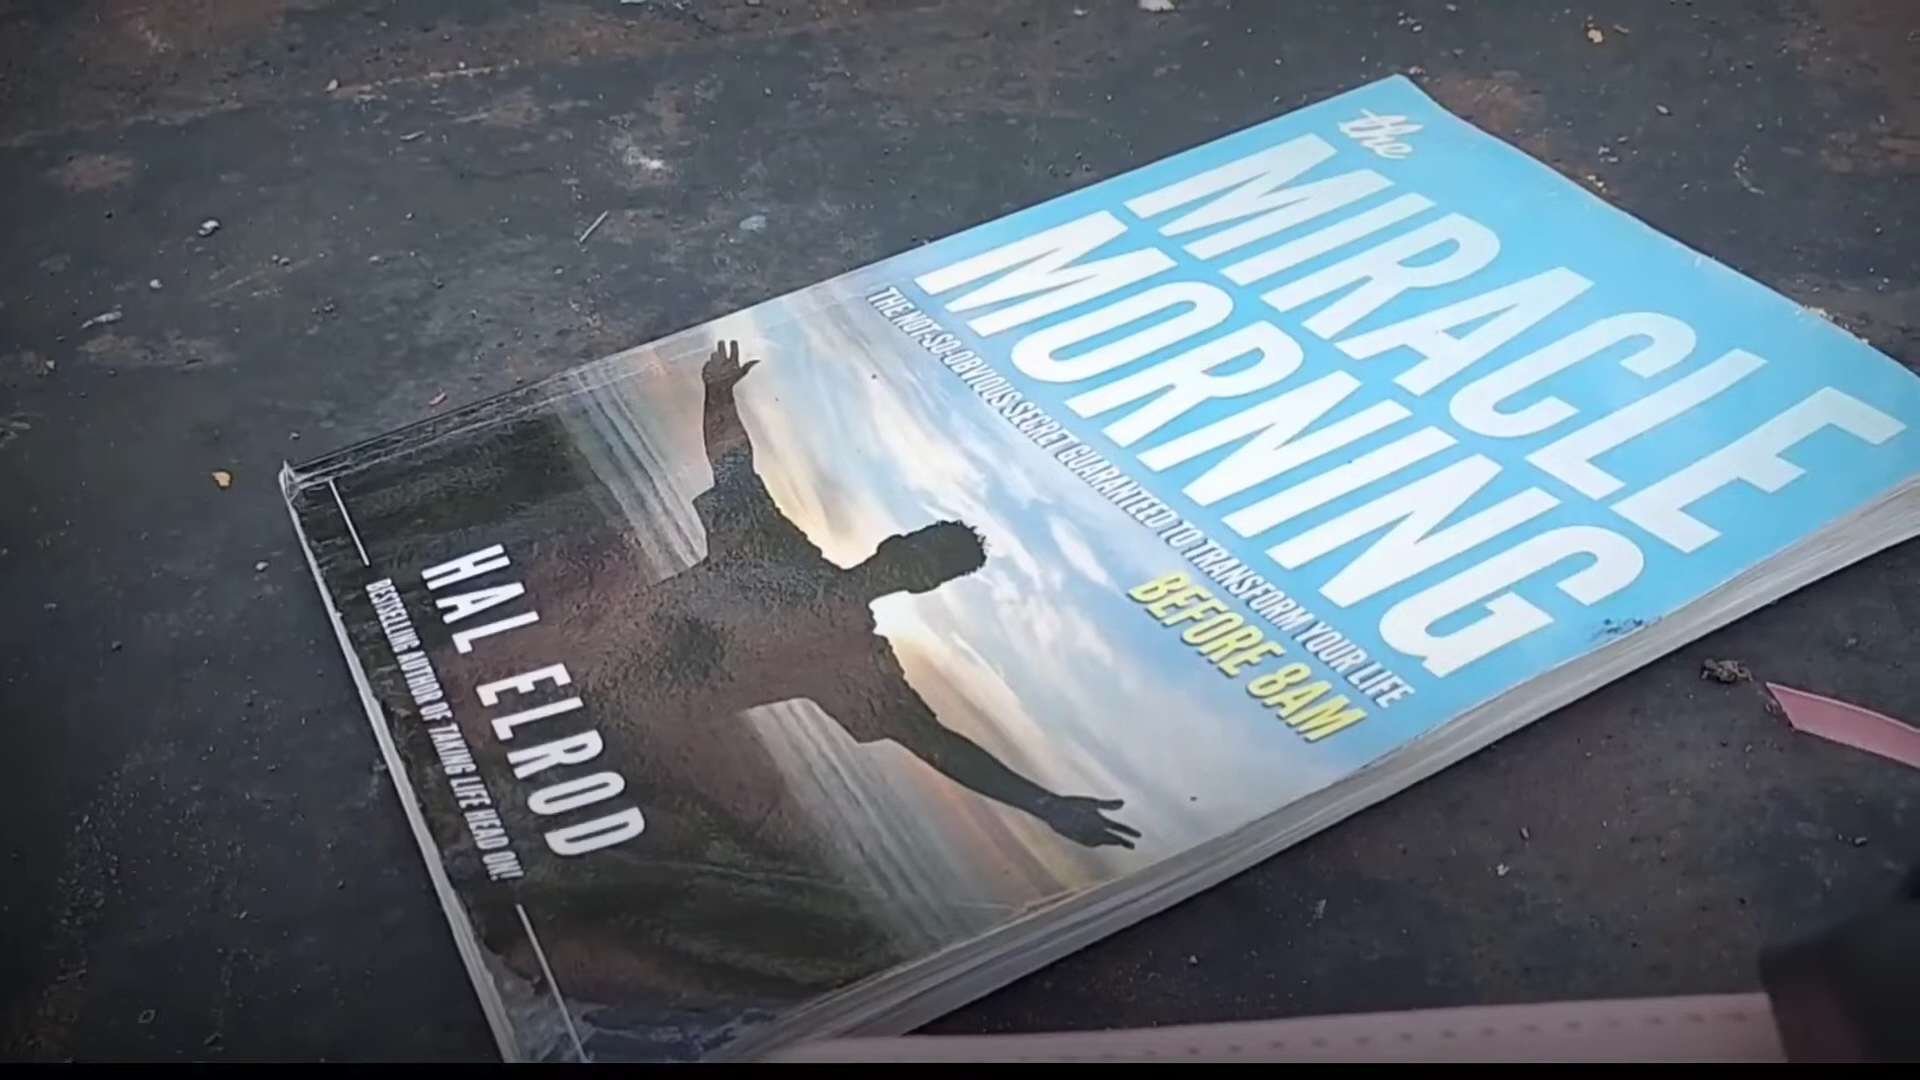 the
MIRACLE
MORNING
THE NOT-SO-OBVIOUS SECRET GUARANTEED TO TRANSFORM YOUR LIFE
BEFORE 8AM
HAL ELROD
BESTSELLING AUTHOR OF TAKING LIFE HEAD ON!